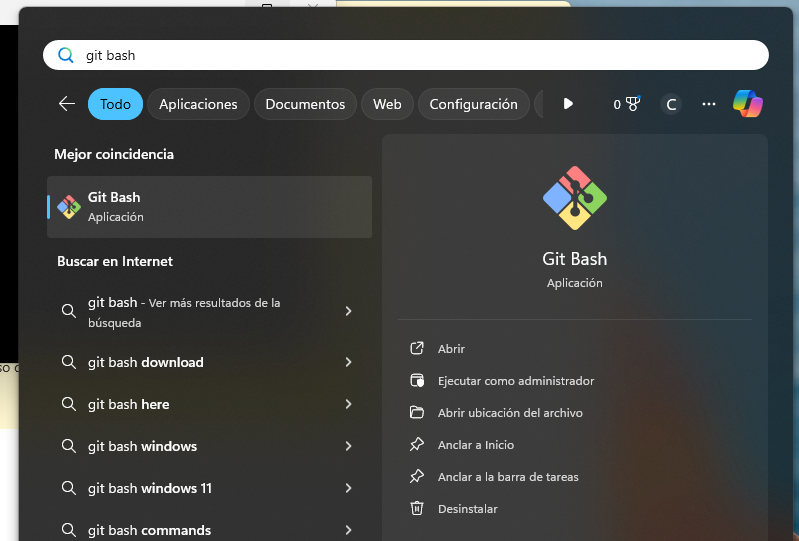 git bash
Todo
Aplicaciones
Documentos
Web
Configuración
0
C
Mejor coincidencia
Git Bash
Aplicación
Buscar en Internet
git bash - Ver más resultados de la
búsqueda
git bash download
git bash here
git bash windows
git bash windows 11
git bash commands
Git Bash
Aplicación
Abrir
Ejecutar como administrador
Abrir ubicación del archivo
Anclar a Inicio
Anclar a la barra de tareas
Desinstalar